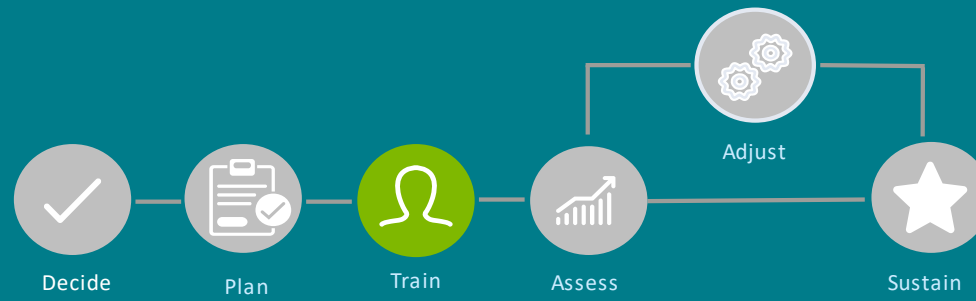 Decide
Plan
Train
Assess
Adjust
Sustain